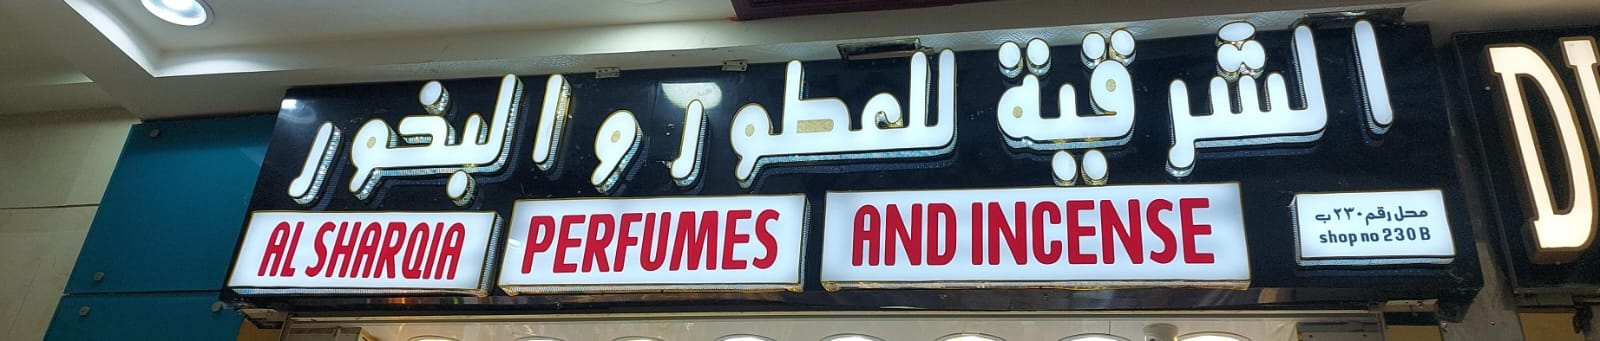 الشرقية للعطور و البخور
AL SHARQIA PERFUMES AND INCENSE
محل رقم ٢٣٠ ب
shop no 230 B